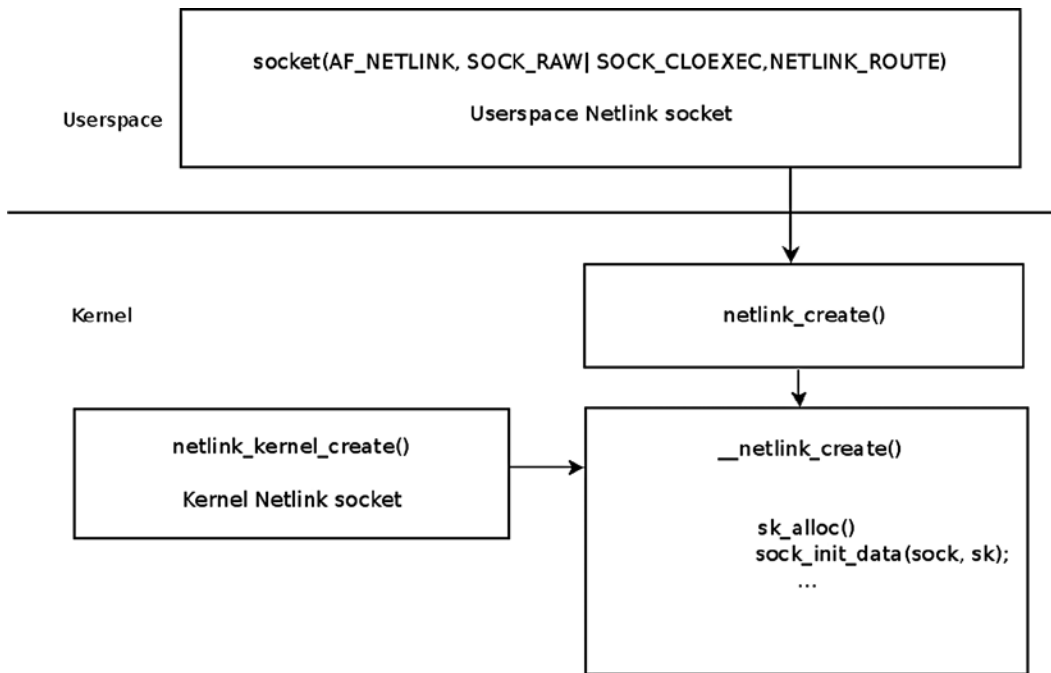 socket(AF_NETLINK, SOCK_RAW| SOCK_CLOEXEC,NETLINK_ROUTE)
Userspace Netlink socket
Userspace
Kernel
netlink_create()
netlink_kernel_create()
Kernel Netlink socket
__netlink_create()
sk_alloc()
sock_init_data(sock, sk);
...